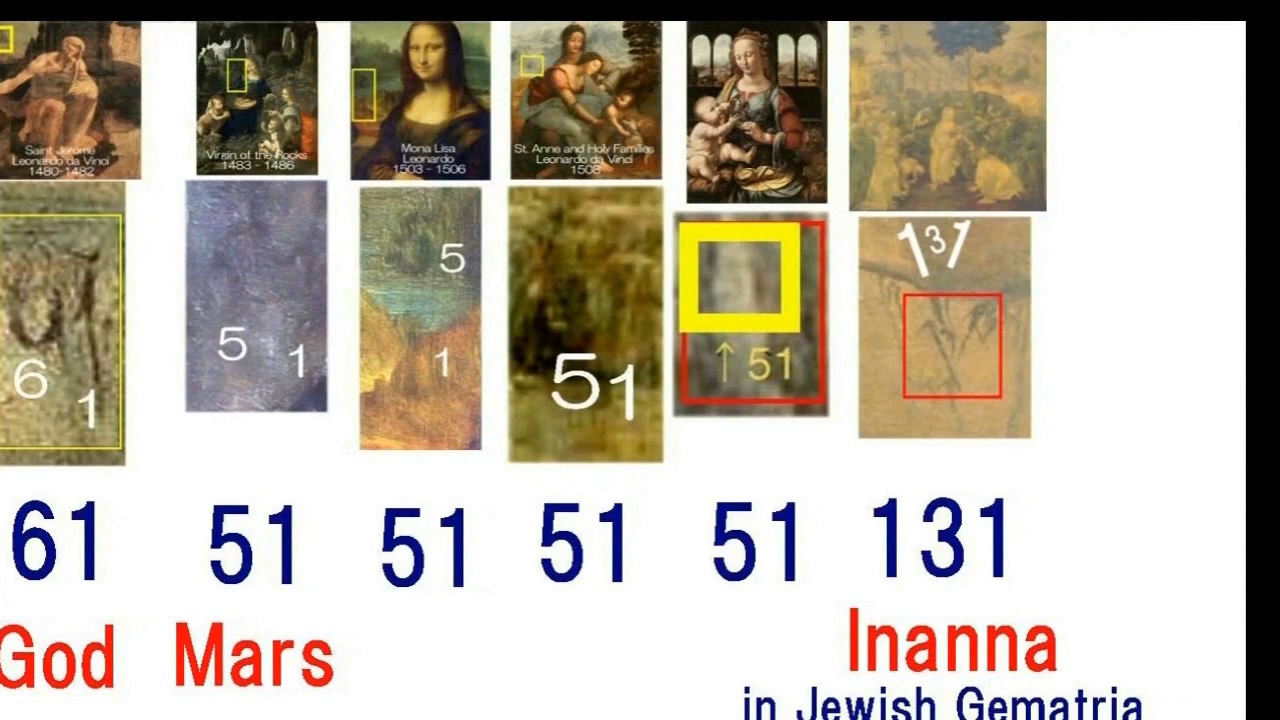 Saint Jerome
Leonardo da Vinci
1480-1482
Virgin of the Rocks
1483 - 1486
Mona Lisa
Leonardo
1503 - 1506
St. Anne and Holy Families
Leonardo da Vinci
1508
6 1
5 1
5
1
51
↑ 51
131
61 51 51 51 51 131
God Mars Inanna
in Jewish Gematria